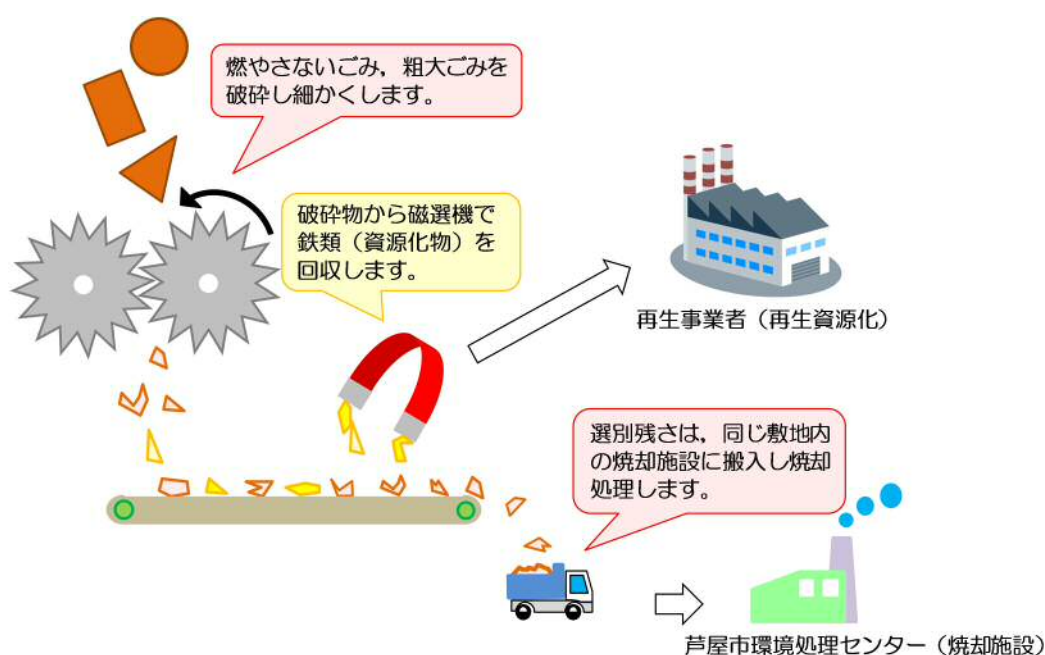 燃やさないごみ，粗大ごみを
破砕し細かくします。
破砕物から磁選機で
鉄類（資源化物）を
回収します。
再生事業者（再生資源化）
選別残さは，同じ敷地内
の焼却施設に搬入し焼却
処理します。
芦屋市環境処理センター（焼却施設）